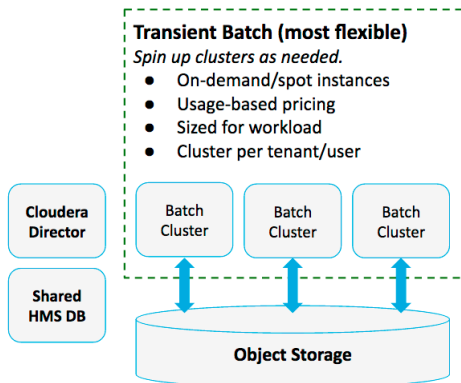 Transient Batch (most flexible)
Spin up clusters as needed.
● On-demand/spot instances
● Usage-based pricing
● Sized for workload
● Cluster per tenant/user
Cloudera
Director
Batch
Cluster
Batch
Cluster
Batch
Cluster
Shared
HMS DB
Object Storage